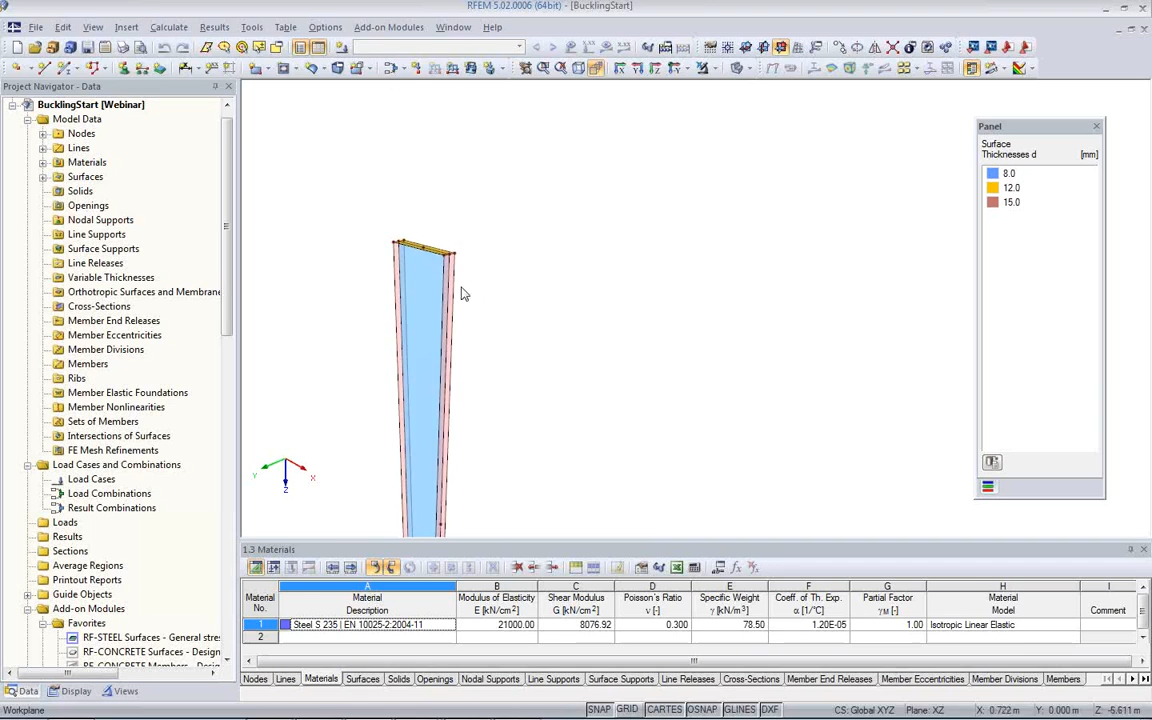 RFEM 5.02.0006 (64bit) - [BucklingStart]
File Edit View Insert Calculate Results Tools Table Options Add-on Modules Window Help
Project Navigator - Data
BucklingStart [Webinar]
Model Data
Nodes
Lines
Materials
Surfaces
Solids
Openings
Nodal Supports
Line Supports
Surface Supports
Line Releases
Variable Thicknesses
Orthotropic Surfaces and Membrane
Cross-Sections
Member End Releases
Member Eccentricities
Member Divisions
Members
Ribs
Member Elastic Foundations
Member Nonlinearities
Sets of Members
Intersections of Surfaces
FE Mesh Refinements
Load Cases and Combinations
Load Cases
Load Combinations
Result Combinations
Loads
Results
Sections
Average Regions
Printout Reports
Guide Objects
Add-on Modules
Favorites
RF-STEEL Surfaces - General stres
RF-CONCRETE Surfaces - Design
RF-CONCRETE Members - Design
Data Display Views
Y X
Z
Panel
Surface
Thicknesses d [mm]
8.0
12.0
15.0
1.3 Materials
A B C D E F G H I
Material No. Material Description Modulus of Elasticity E [kN/cm2] Shear Modulus G [kN/cm2] Poisson's Ratio ν [-] Specific Weight γ [kN/m3] Coeff. of Th. Exp. α [1/°C] Partial Factor γM [-] Material Model Comment
1 Steel S 235 | EN 10025-2:2004-11 21000.00 8076.92 0.300 78.50 1.20E-05 1.00 Isotropic Linear Elastic
2
Nodes Lines Materials Surfaces Solids Openings Nodal Supports Line Supports Surface Supports Line Releases Cross-Sections Member End Releases Member Eccentricities Member Divisions Members
Workplane SNAP GRID CARTES OSNAP GLINES DXF CS: Global XYZ Plane: XZ X: 0.722 m Y: 0.000 m Z: -5.611 m